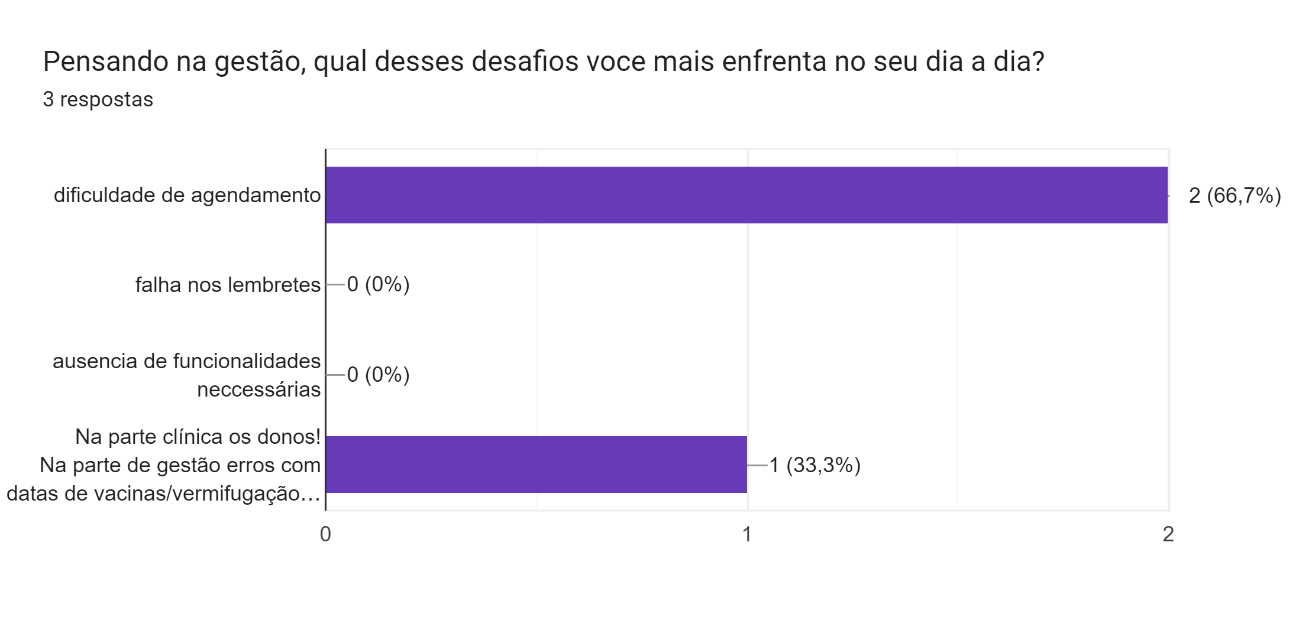 Pensando na gestão, qual desses desafios voce mais enfrenta no seu dia a dia?
3 respostas
dificuldade de agendamento
2 (66,7%)
falha nos lembretes
0 (0%)
ausencia de funcionalidades
neccessárias
0 (0%)
Na parte clínica os donos!
Na parte de gestão erros com
datas de vacinas/vermifugação…
1 (33,3%)
0
1
2